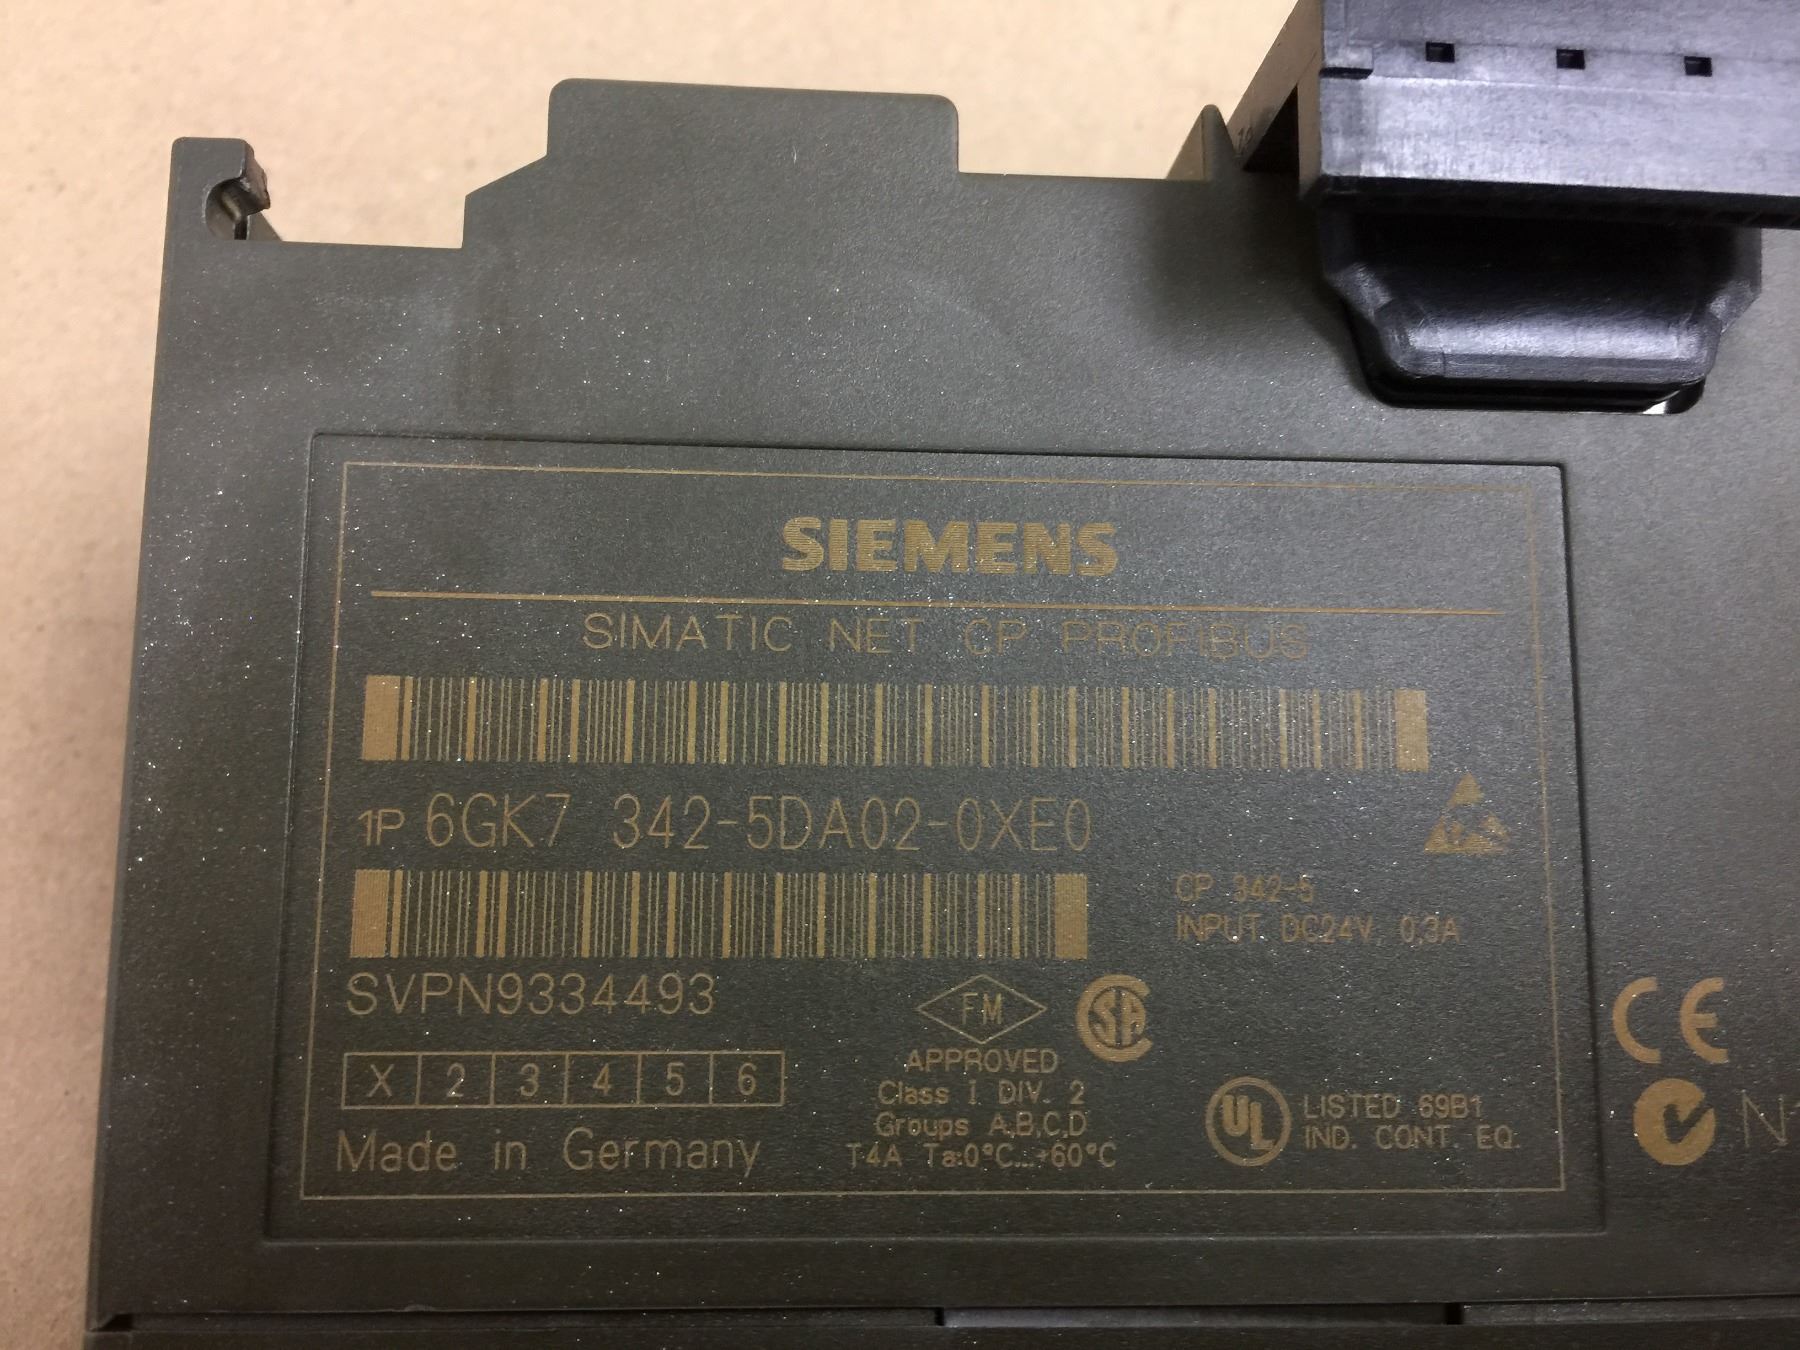 SIEMENS
SIMATIC NET CP PROFIBUS
1P 6GK7 342-5DA02-0XE0
CP 342-5
INPUT DC24V, 0,3A
SVPN9334493
X 2 3 4 5 6
Made in Germany
FM
APPROVED
Class I DIV. 2
Groups A,B,C,D
T4A Ta:0°C...+60°C
SA
UL
LISTED 69B1
IND. CONT. EQ.
CE